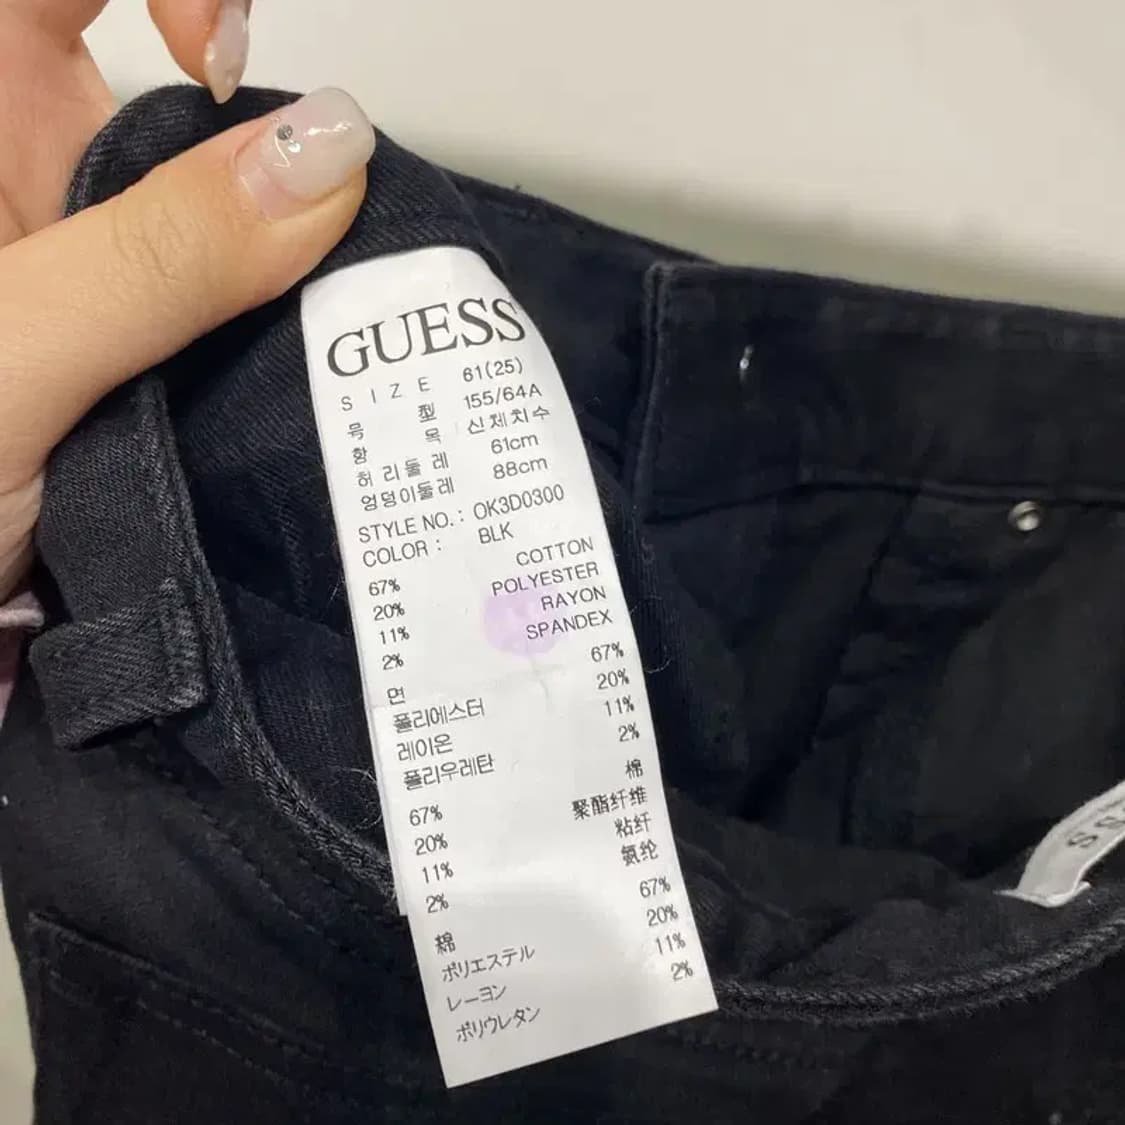 GUESS
SIZE 61(25)
号 型 155/64A
항 목 신체치수
허리둘레 61cm
엉덩이둘레 88cm
STYLE NO.: OK3D0300
COLOR: BLK
67% COTTON
20% POLYESTER
11% RAYON
2% SPANDEX
면 67%
폴리에스터 20%
레이온 11%
폴리우레탄 2%
67% 棉
20% 聚酯纤维
11% 粘纤
2% 氨纶
綿 67%
ポリエステル 20%
レーヨン 11%
ポリウレタン 2%